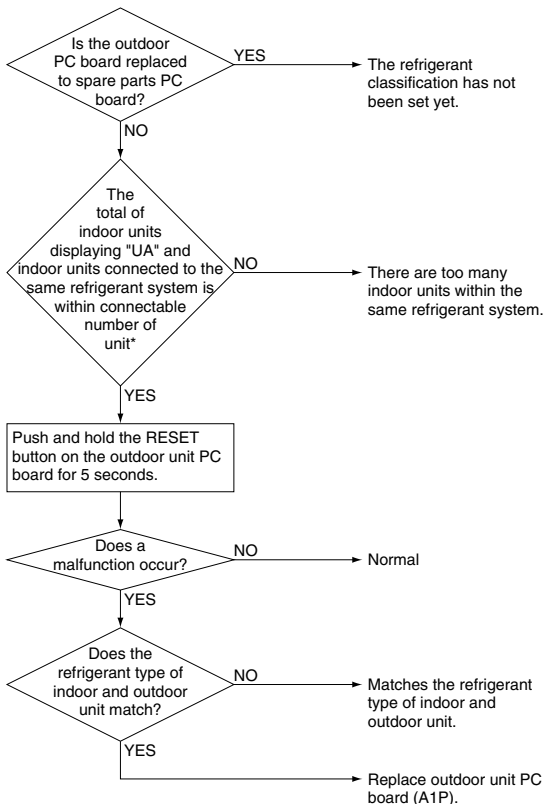 Is the outdoor
PC board replaced
to spare parts PC
board?
YES
The refrigerant
classification has not
been set yet.
NO
The
total of
indoor units
displaying "UA" and
indoor units connected to the
same refrigerant system is
within connectable
number of
unit*
NO
There are too many
indoor units within the
same refrigerant system.
YES
Push and hold the RESET
button on the outdoor unit PC
board for 5 seconds.
Does a
malfunction occur?
NO
Normal
YES
Does the
refrigerant type of
indoor and outdoor
unit match?
NO
Matches the refrigerant
type of indoor and
outdoor unit.
YES
Replace outdoor unit PC
board (A1P).